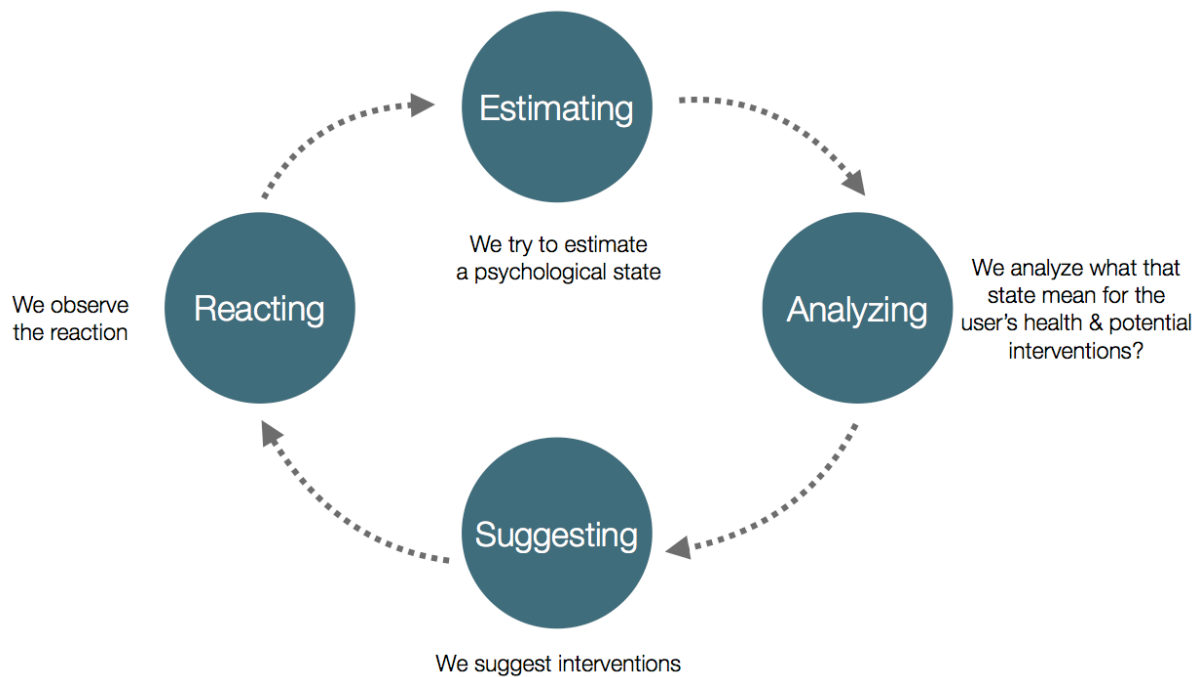 Estimating
We try to estimate
a psychological state
Analyzing
We analyze what that
state mean for the
user's health & potential
interventions?
Suggesting
We suggest interventions
Reacting
We observe
the reaction